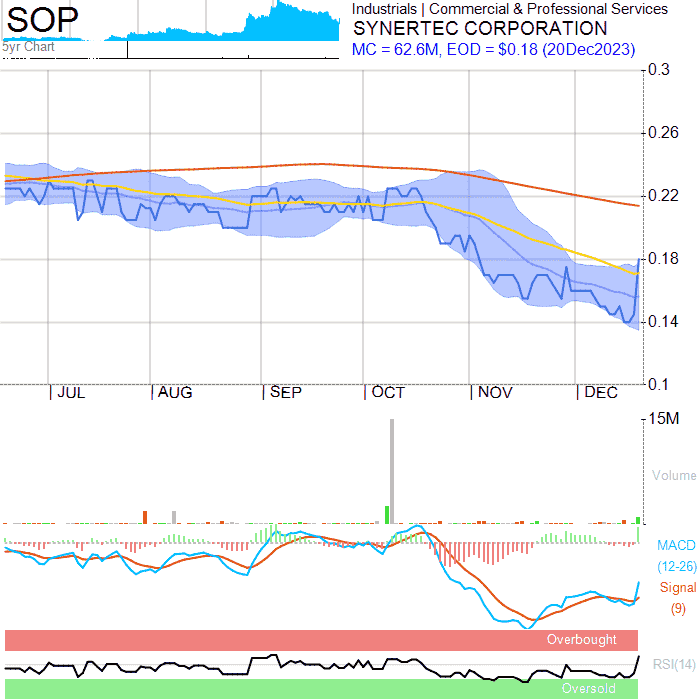 SOP
5yr Chart
Industrials | Commercial & Professional Services
SYNERTEC CORPORATION
MC = 62.6M, EOD = $0.18 (20Dec2023)
0.3
0.26
0.22
0.18
0.14
0.1
JUL
AUG
SEP
OCT
NOV
DEC
15M
Volume
MACD
(12-26)
Signal
(9)
Overbought
RSI(14)
Oversold